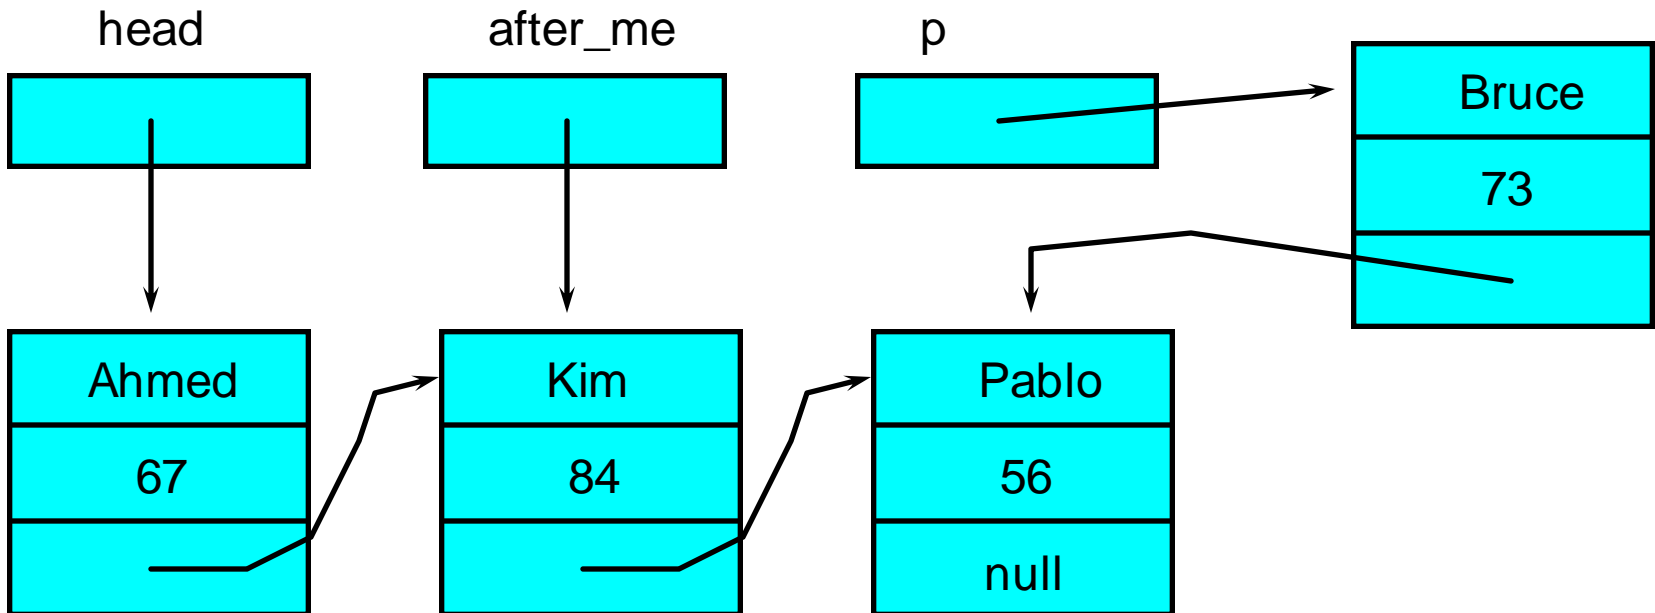 head
after_me
p
Bruce
73
Ahmed
67
Kim
84
Pablo
56
null